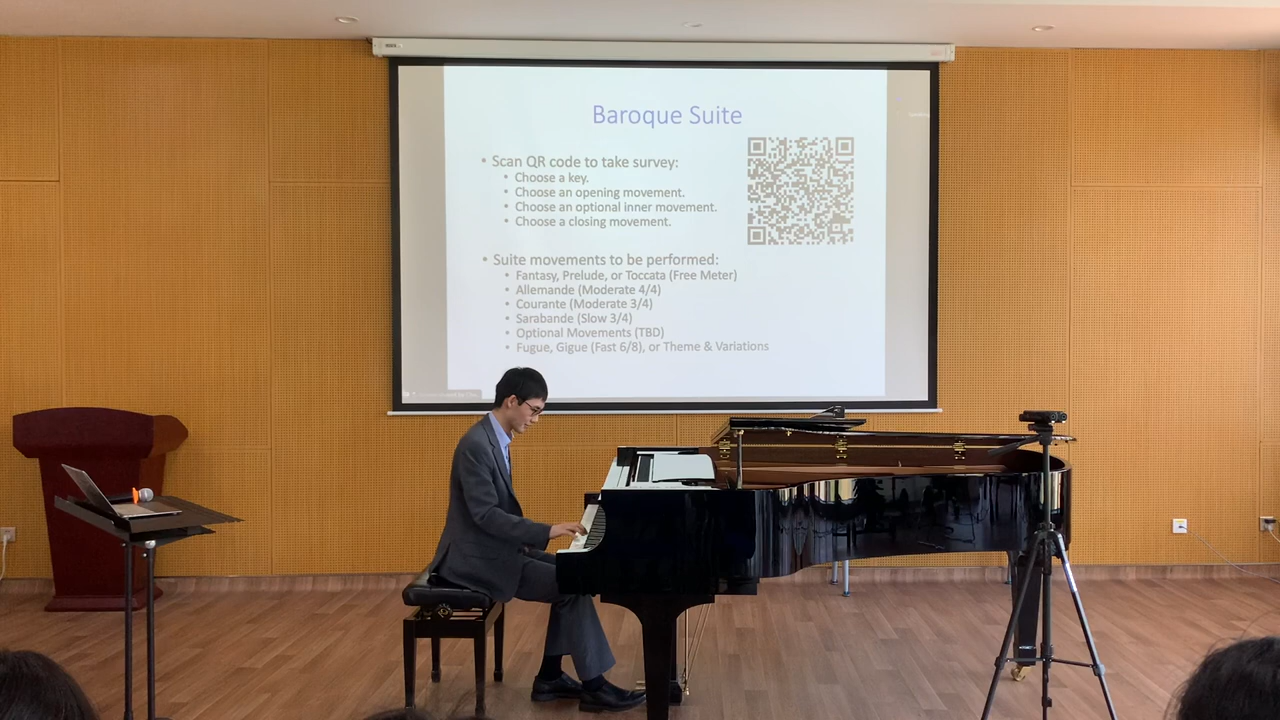 Baroque Suite
• Scan QR code to take survey:
• Choose a key.
• Choose an opening movement.
• Choose an optional inner movement.
• Choose a closing movement.
• Suite movements to be performed:
• Fantasy, Prelude, or Toccata (Free Meter)
• Allemande (Moderate 4/4)
• Courante (Moderate 3/4)
• Sarabande (Slow 3/4)
• Optional Movements (TBD)
• Fugue, Gigue (Fast 6/8), or Theme & Variations